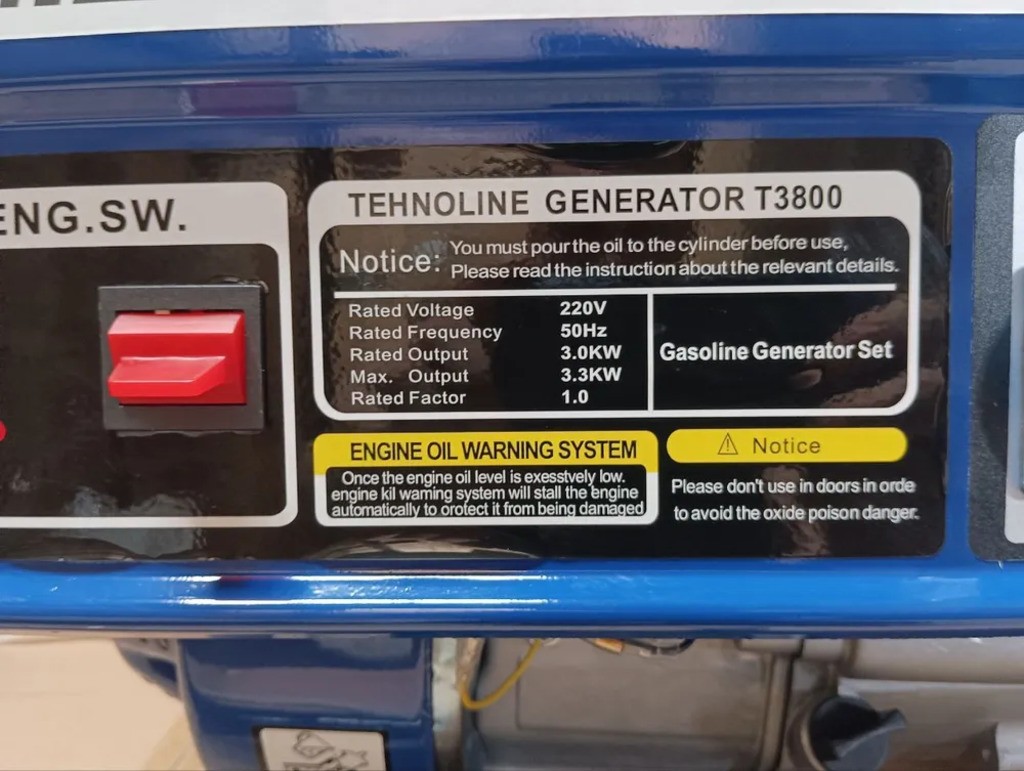 ENG.SW.
TEHNOLINE GENERATOR T3800
Notice: You must pour the oil to the cylinder before use,
Please read the instruction about the relevant details.
Rated Voltage 220V
Rated Frequency 50Hz
Rated Output 3.0KW
Max. Output 3.3KW
Rated Factor 1.0
Gasoline Generator Set
ENGINE OIL WARNING SYSTEM
Once the engine oil level is exesstvely low.
engine kil waming system will stall the engine
automatically to orotect it from being damaged
⚠ Notice
Please don't use in doors in orde
to avoid the oxide poison danger.